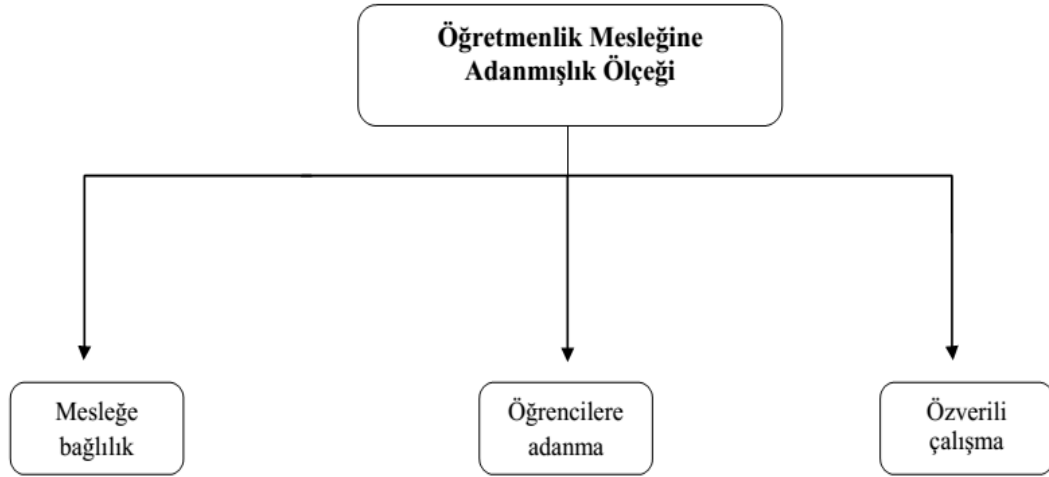 Öğretmenlik Mesleğine
Adanmışlık Ölçeği
Mesleğe
bağlılık
Öğrencilere
adanma
Özverili
çalışma